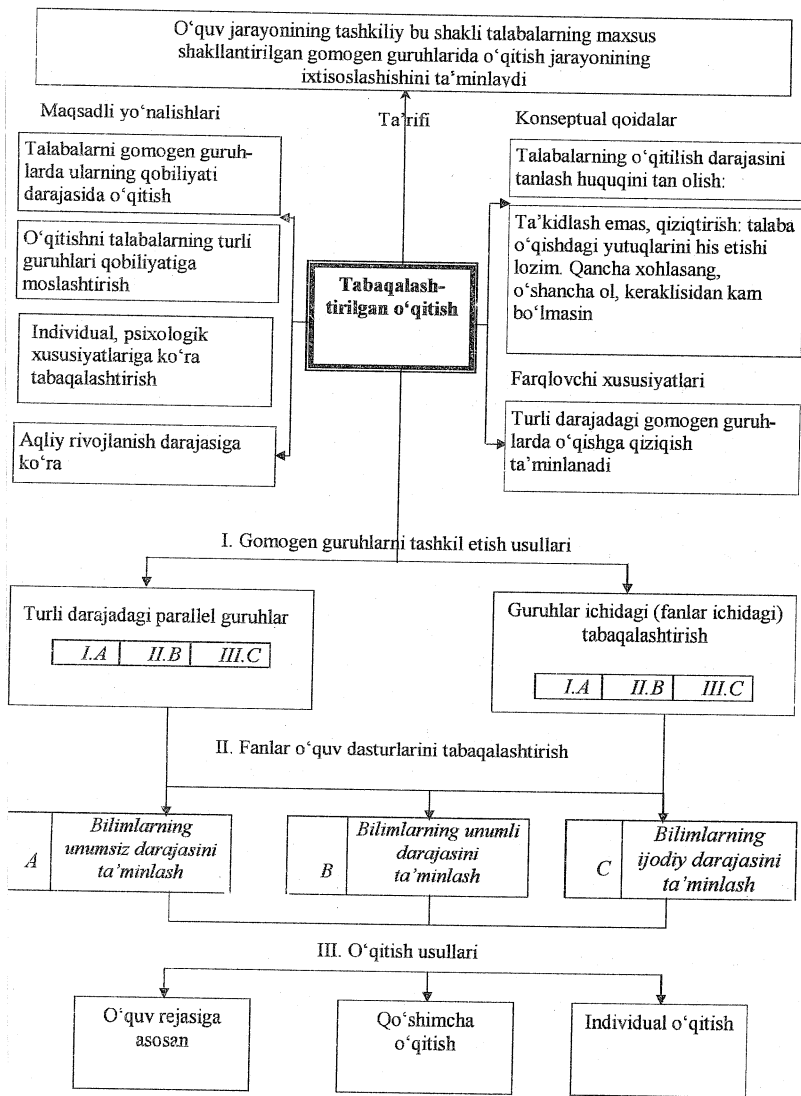 O‘quv jarayonining tashkiliy bu shakli talabalarning maxsus
shakllantirilgan gomogen guruhlarida o‘qitish jarayonining
ixtisoslashishini ta’minlaydi
Maqsadli yo‘nalishlari
Ta’rifi
Konseptual qoidalar
Talabalarni gomogen guruh-
larda ularning qobiliyati
darajasida o‘qitish
O‘qitishni talabalarning turli
guruhlari qobiliyatiga
moslashtirish
Individual, psixologik
xususiyatlariga ko‘ra
tabaqalashtirish
Aqliy rivojlanish darajasiga
ko‘ra
Tabaqalash-
tirilgan o‘qitish
Talabalarning o‘qitilish darajasini
tanlash huquqini tan olish:
Ta’kidlash emas, qiziqtirish: talaba
o‘qishdagi yutuqlarini his etishi
lozim. Qancha xohlasang,
o‘shancha ol, keraklisidan kam
bo‘lmasin
Farqlovchi xususiyatlari
Turli darajadagi gomogen guruh-
larda o‘qishga qiziqish
ta’minlanadi
I. Gomogen guruhlarni tashkil etish usullari
Turli darajadagi parallel guruhlar
I.A II.B III.C
Guruhlar ichidagi (fanlar ichidagi)
tabaqalashtirish
I.A II.B III.C
II. Fanlar o‘quv dasturlarini tabaqalashtirish
A
Bilimlarning
unumsiz darajasini
ta’minlash
B
Bilimlarning unumli
darajasini
ta’minlash
C
Bilimlarning
ijodiy darajasini
ta’minlash
III. O‘qitish usullari
O‘quv rejasiga
asosan
Qo‘shimcha
o‘qitish
Individual o‘qitish